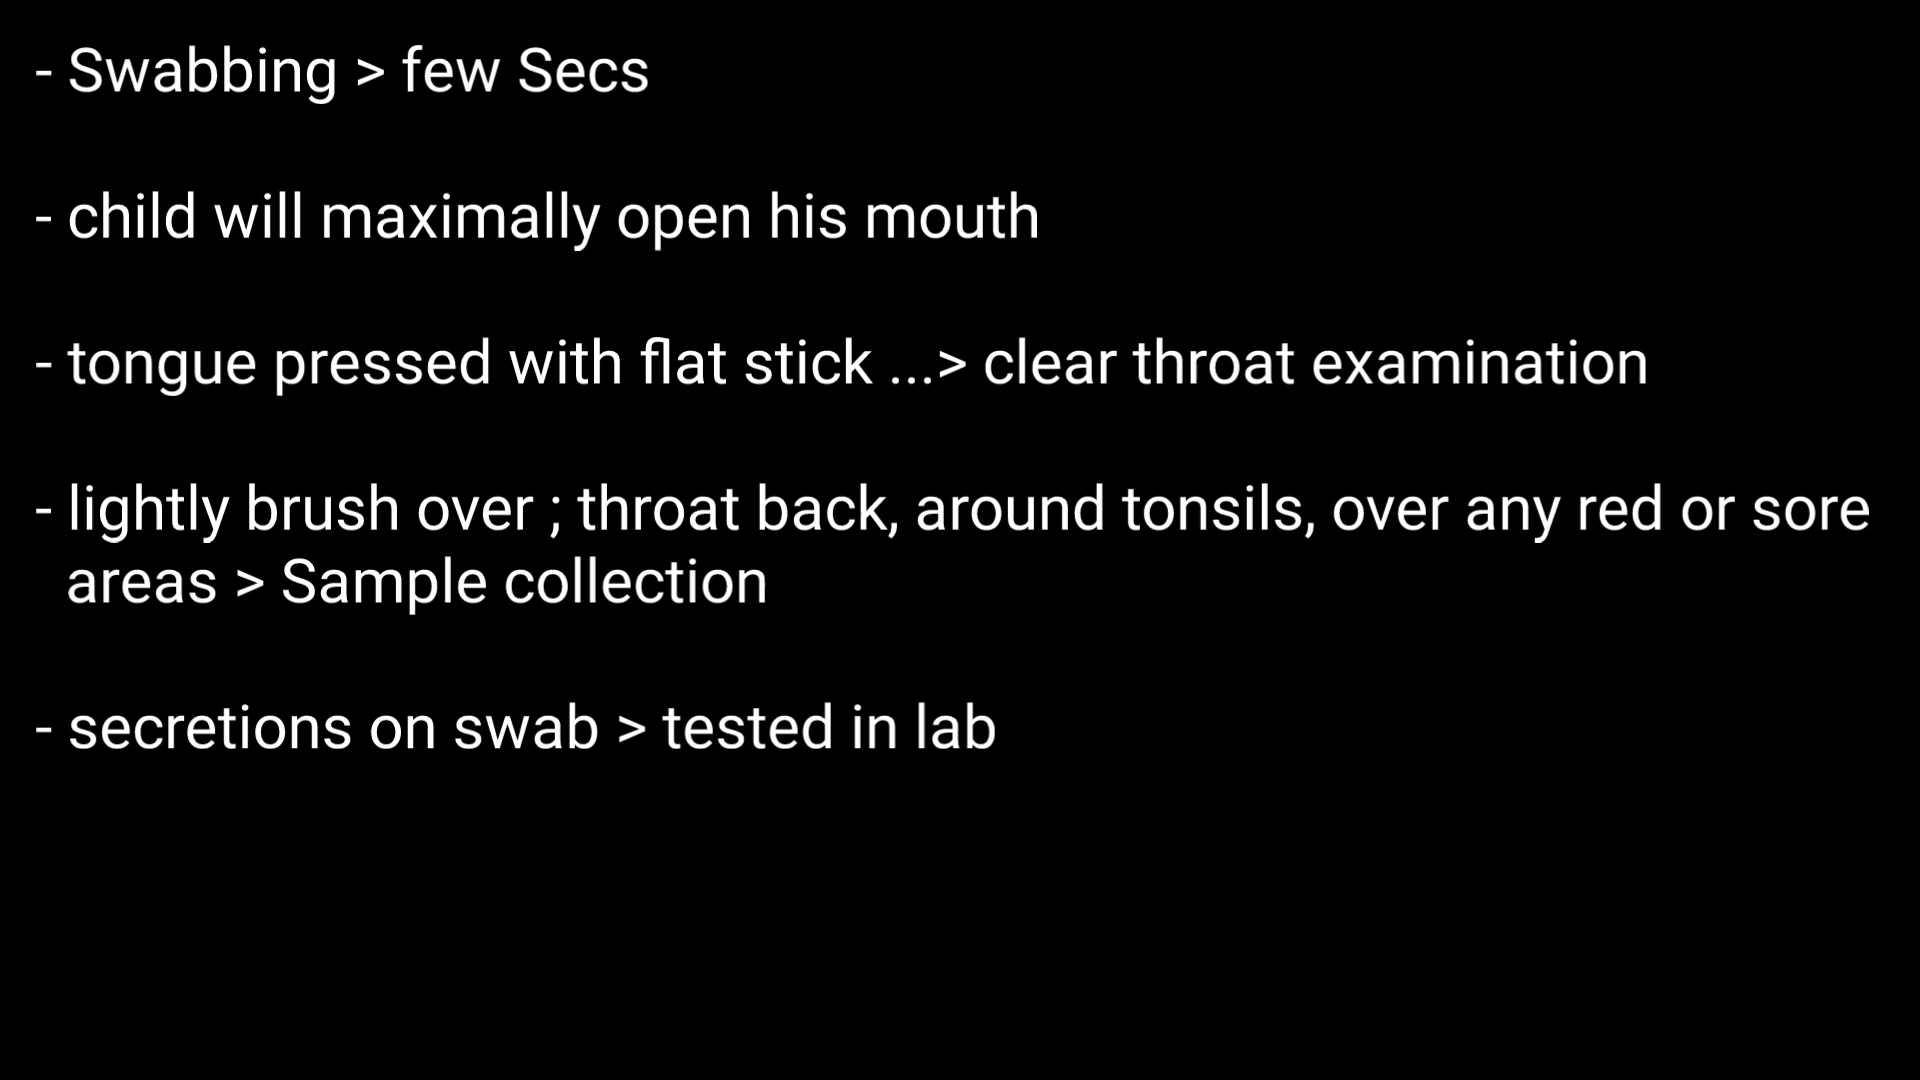 - Swabbing > few Secs
- child will maximally open his mouth
- tongue pressed with flat stick ...> clear throat examination
- lightly brush over ; throat back, around tonsils, over any red or sore
areas > Sample collection
- secretions on swab > tested in lab